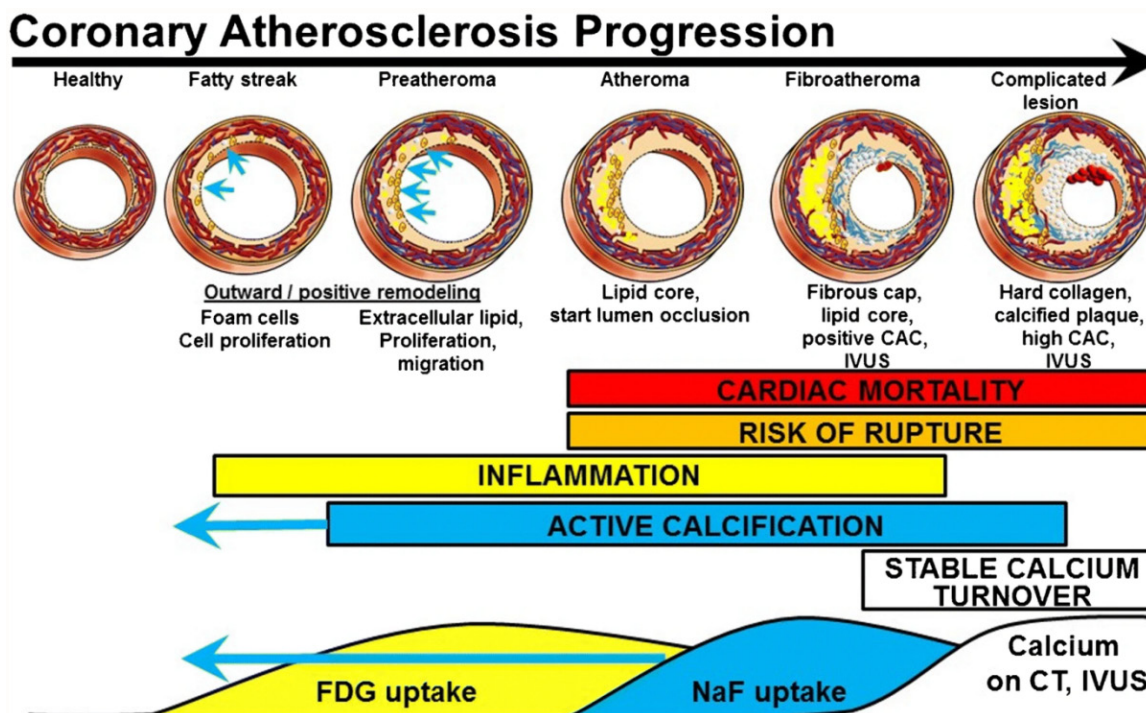 Coronary Atherosclerosis Progression
Healthy
Fatty streak
Preatheroma
Atheroma
Fibroatheroma
Complicated
lesion
Outward / positive remodeling
Foam cells
Cell proliferation
Extracellular lipid,
Proliferation,
migration
Lipid core,
start lumen occlusion
Fibrous cap,
lipid core,
positive CAC,
IVUS
Hard collagen,
calcified plaque,
high CAC,
IVUS
CARDIAC MORTALITY
RISK OF RUPTURE
INFLAMMATION
ACTIVE CALCIFICATION
STABLE CALCIUM
TURNOVER
FDG uptake
NaF uptake
Calcium
on CT, IVUS